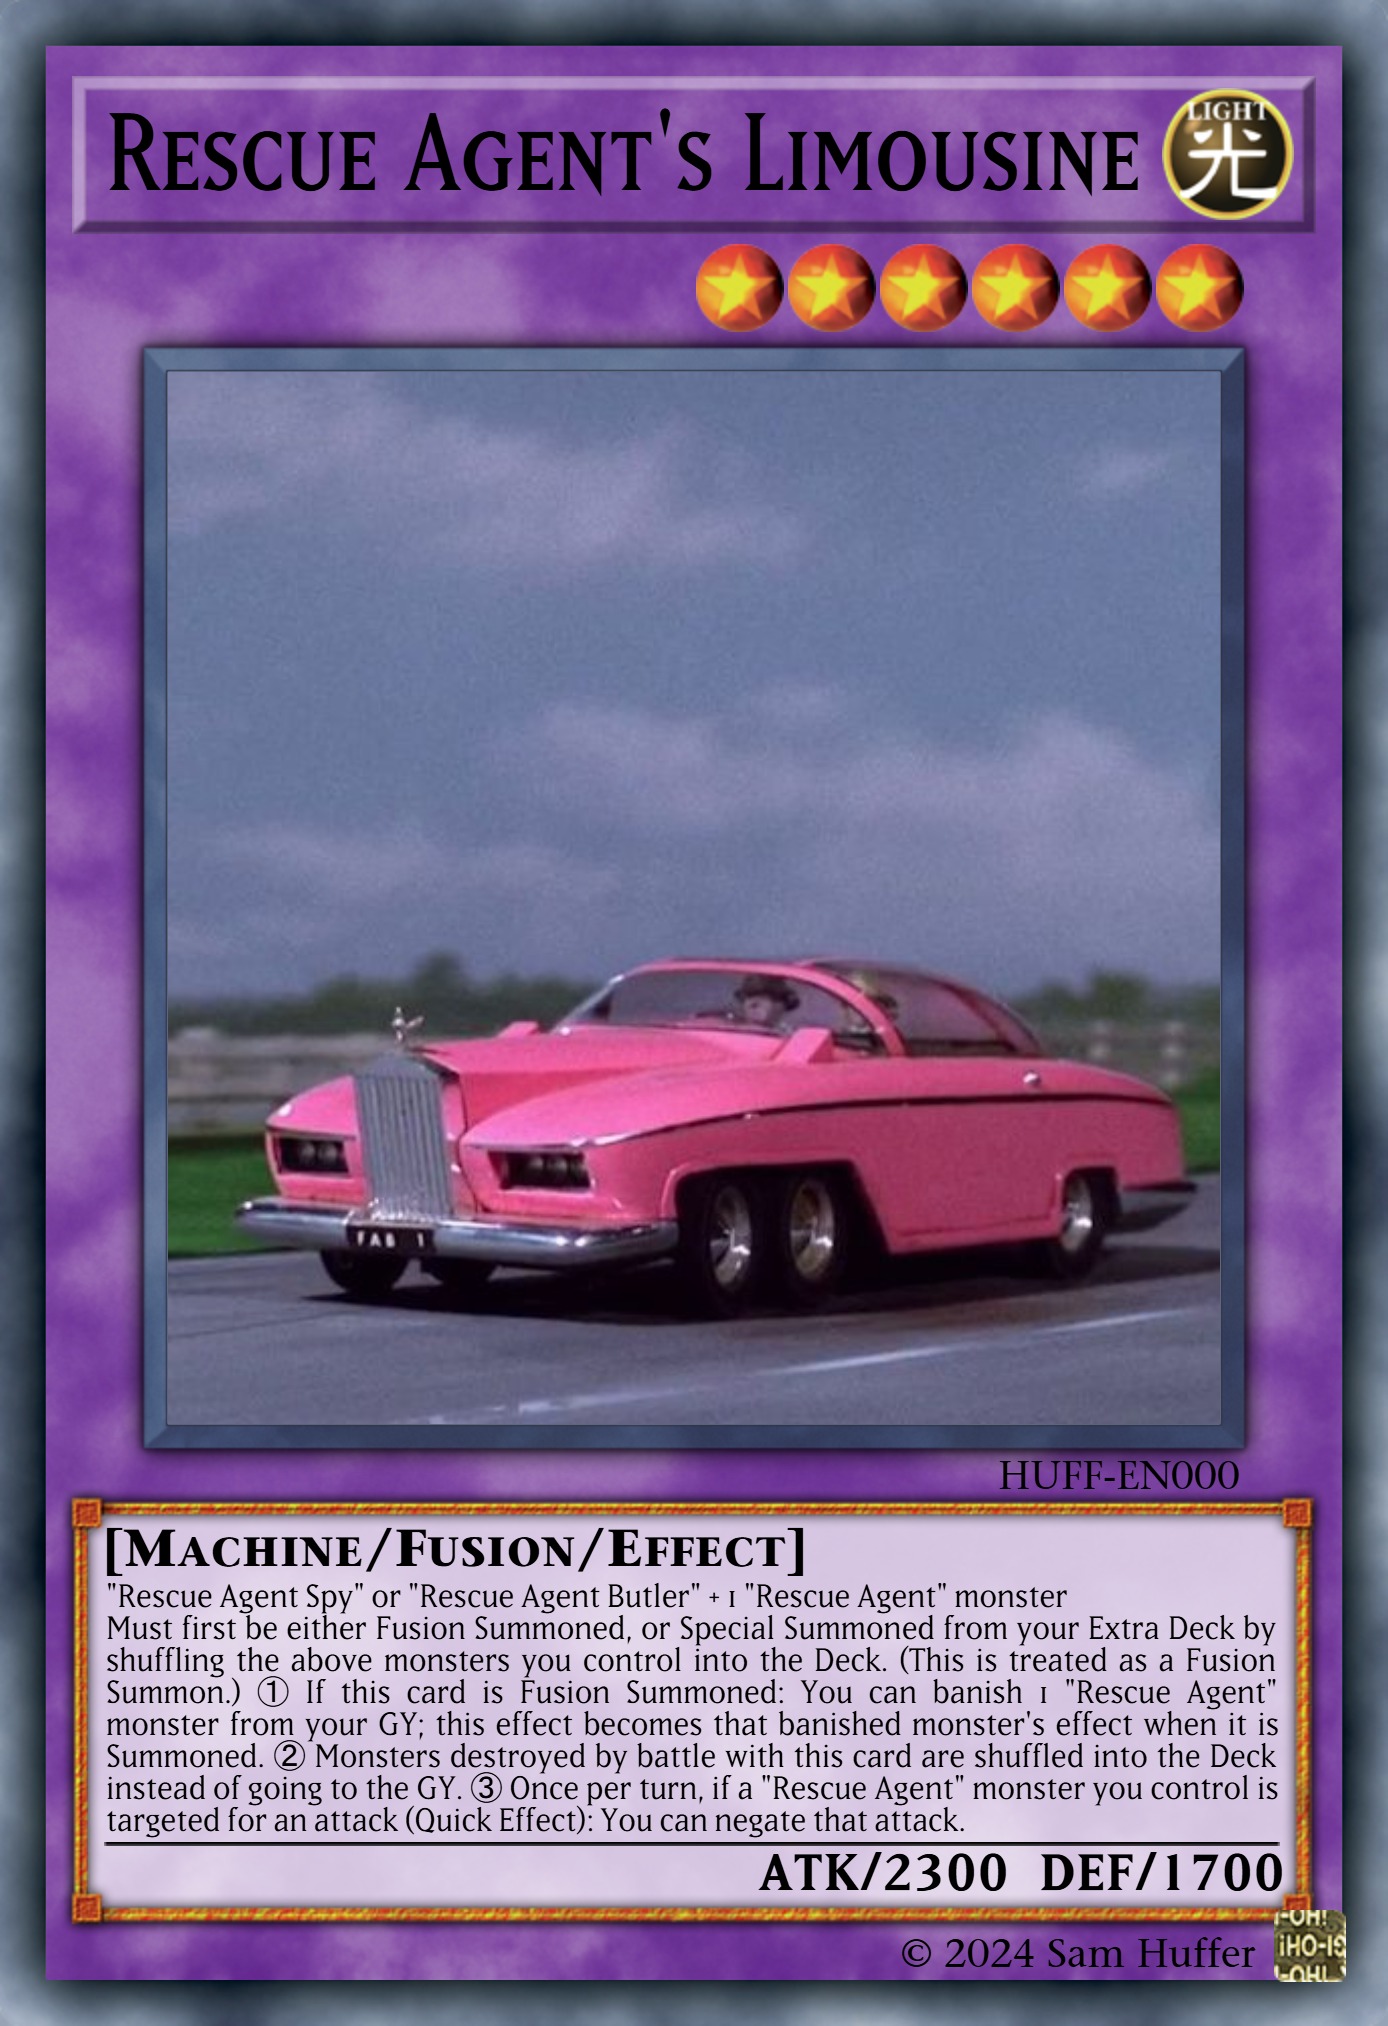 Rescue Agent's Limousine
LIGHT
光
FAB 1
HUFF-EN000
[Machine/Fusion/Effect]
"Rescue Agent Spy" or "Rescue Agent Butler" + 1 "Rescue Agent" monster
Must first be either Fusion Summoned, or Special Summoned from your Extra Deck by
shuffling the above monsters you control into the Deck. (This is treated as a Fusion
Summon.) ① If this card is Fusion Summoned: You can banish 1 "Rescue Agent"
monster from your GY; this effect becomes that banished monster's effect when it is
Summoned. ② Monsters destroyed by battle with this card are shuffled into the Deck
instead of going to the GY. ③ Once per turn, if a "Rescue Agent" monster you control is
targeted for an attack (Quick Effect): You can negate that attack.
ATK/2300 DEF/1700
© 2024 Sam Huffer